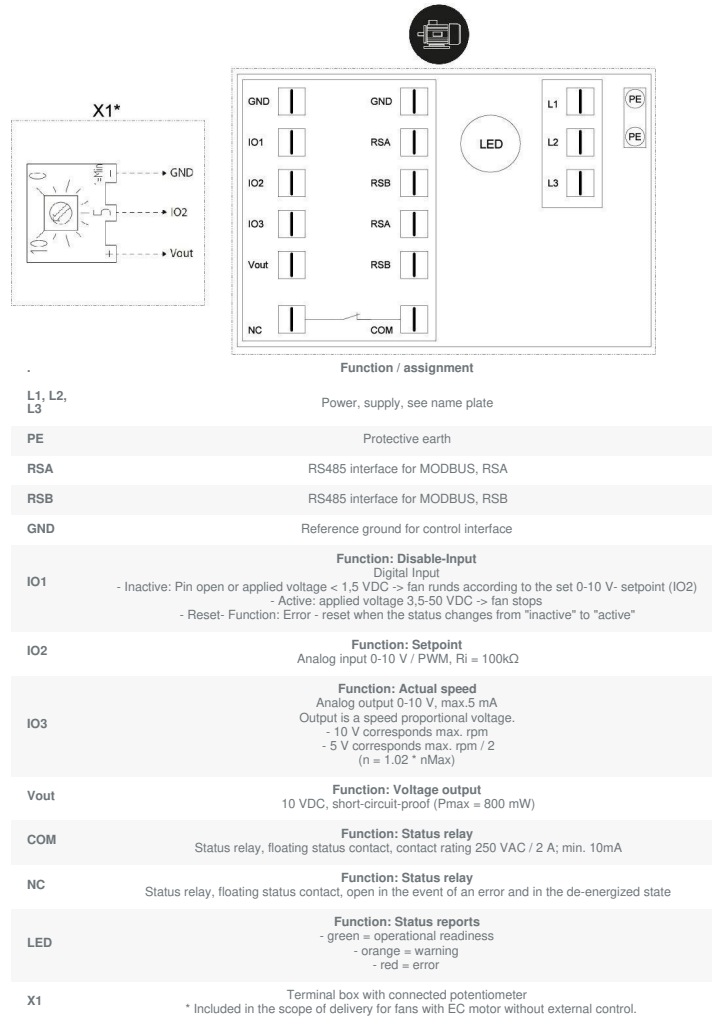 X1*
0
10
5
-=Min
+
GND
IO2
Vout
GND
GND
IO1
RSA
IO2
RSB
IO3
RSA
Vout
RSB
NC
COM
LED
L1
L2
L3
PE
PE
. Function / assignment
L1, L2, L3 Power, supply, see name plate
PE Protective earth
RSA RS485 interface for MODBUS, RSA
RSB RS485 interface for MODBUS, RSB
GND Reference ground for control interface
Function: Disable-Input
Digital Input
IO1
- Inactive: Pin open or applied voltage < 1,5 VDC -> fan runds according to the set 0-10 V- setpoint (IO2)
- Active: applied voltage 3,5-50 VDC -> fan stops
- Reset- Function: Error - reset when the status changes from "inactive" to "active"
IO2
Function: Setpoint
Analog input 0-10 V / PWM, Ri = 100kΩ
Function: Actual speed
Analog output 0-10 V, max.5 mA
Output is a speed proportional voltage.
IO3
- 10 V corresponds max. rpm
- 5 V corresponds max. rpm / 2
(n = 1.02 * nMax)
Vout
Function: Voltage output
10 VDC, short-circuit-proof (Pmax = 800 mW)
COM
Function: Status relay
Status relay, floating status contact, contact rating 250 VAC / 2 A; min. 10mA
NC
Function: Status relay
Status relay, floating status contact, open in the event of an error and in the de-energized state
Function: Status reports
LED
- green = operational readiness
- orange = warning
- red = error
X1
Terminal box with connected potentiometer
* Included in the scope of delivery for fans with EC motor without external control.